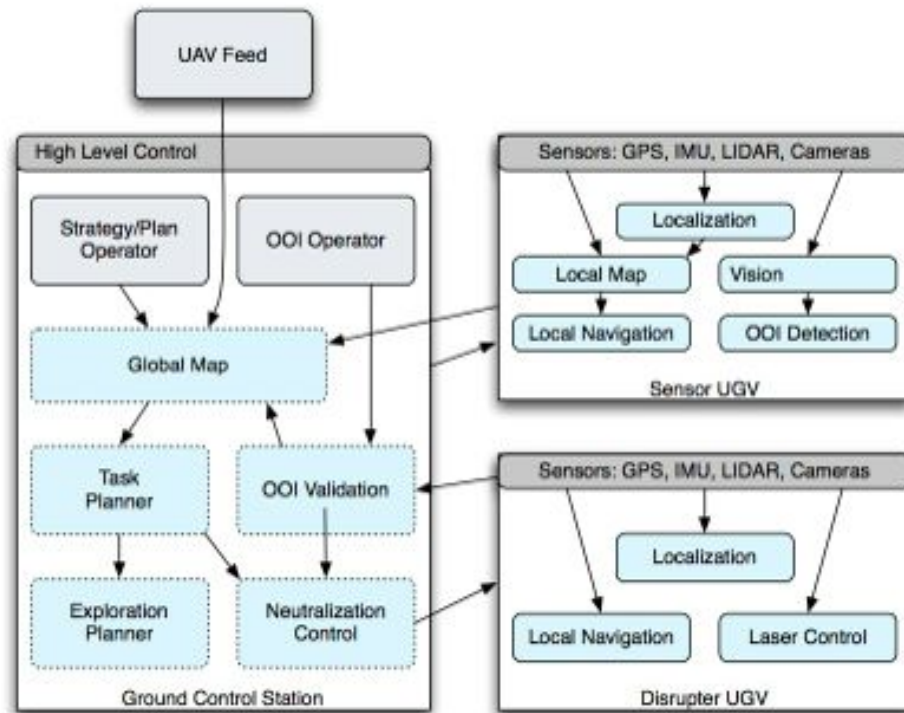 UAV Feed
High Level Control
Strategy/Plan
Operator
OOI Operator
Global Map
Task
Planner
OOI Validation
Exploration
Planner
Neutralization
Control
Ground Control Station
Sensors: GPS, IMU, LIDAR, Cameras
Localization
Local Map
Vision
Local Navigation
OOI Detection
Sensor UGV
Sensors: GPS, IMU, LIDAR, Cameras
Localization
Local Navigation
Laser Control
Disrupter UGV